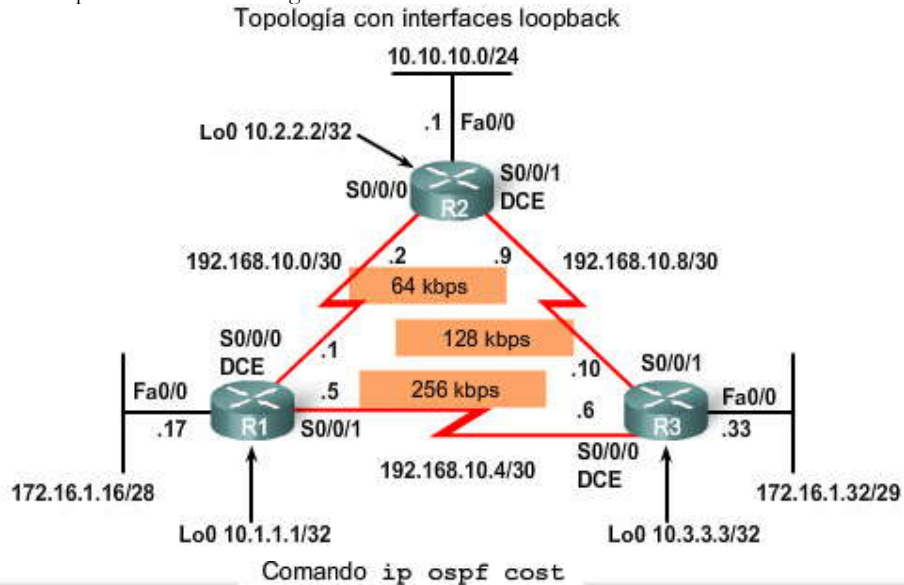 Topología con interfaces loopback
10.10.10.0/24
.1 Fa0/0
Lo0 10.2.2.2/32
S0/0/0
S0/0/1
DCE
R2
192.168.10.0/30
.2
.9
192.168.10.8/30
64 kbps
128 kbps
256 kbps
S0/0/0
DCE
.1
.10
S0/0/1
Fa0/0
.17
R1
.5
S0/0/1
.6
R3
Fa0/0
.33
S0/0/0
DCE
192.168.10.4/30
172.16.1.16/28
172.16.1.32/29
Lo0 10.1.1.1/32
Lo0 10.3.3.3/32
Comando ip ospf cost